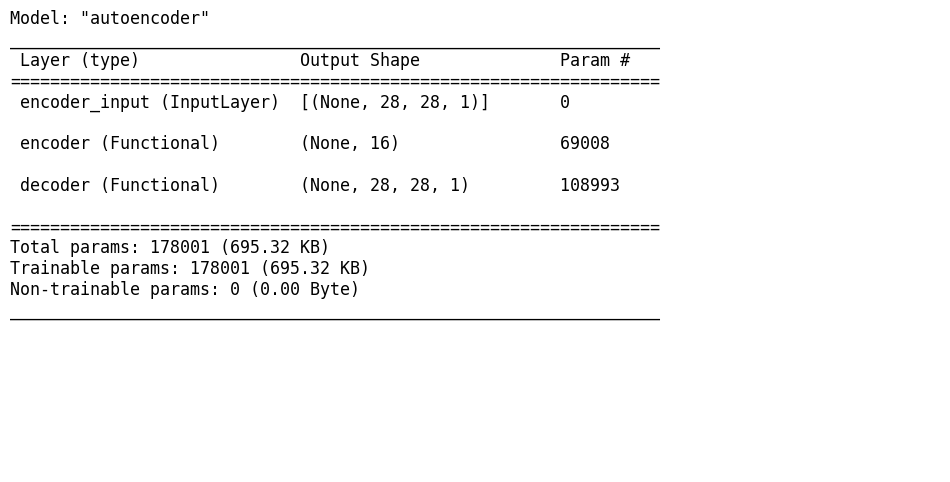 Model: "autoencoder"
Layer (type) Output Shape Param #
=================================================================
encoder_input (InputLayer) [(None, 28, 28, 1)] 0
encoder (Functional) (None, 16) 69008
decoder (Functional) (None, 28, 28, 1) 108993
=================================================================
Total params: 178001 (695.32 KB)
Trainable params: 178001 (695.32 KB)
Non-trainable params: 0 (0.00 Byte)